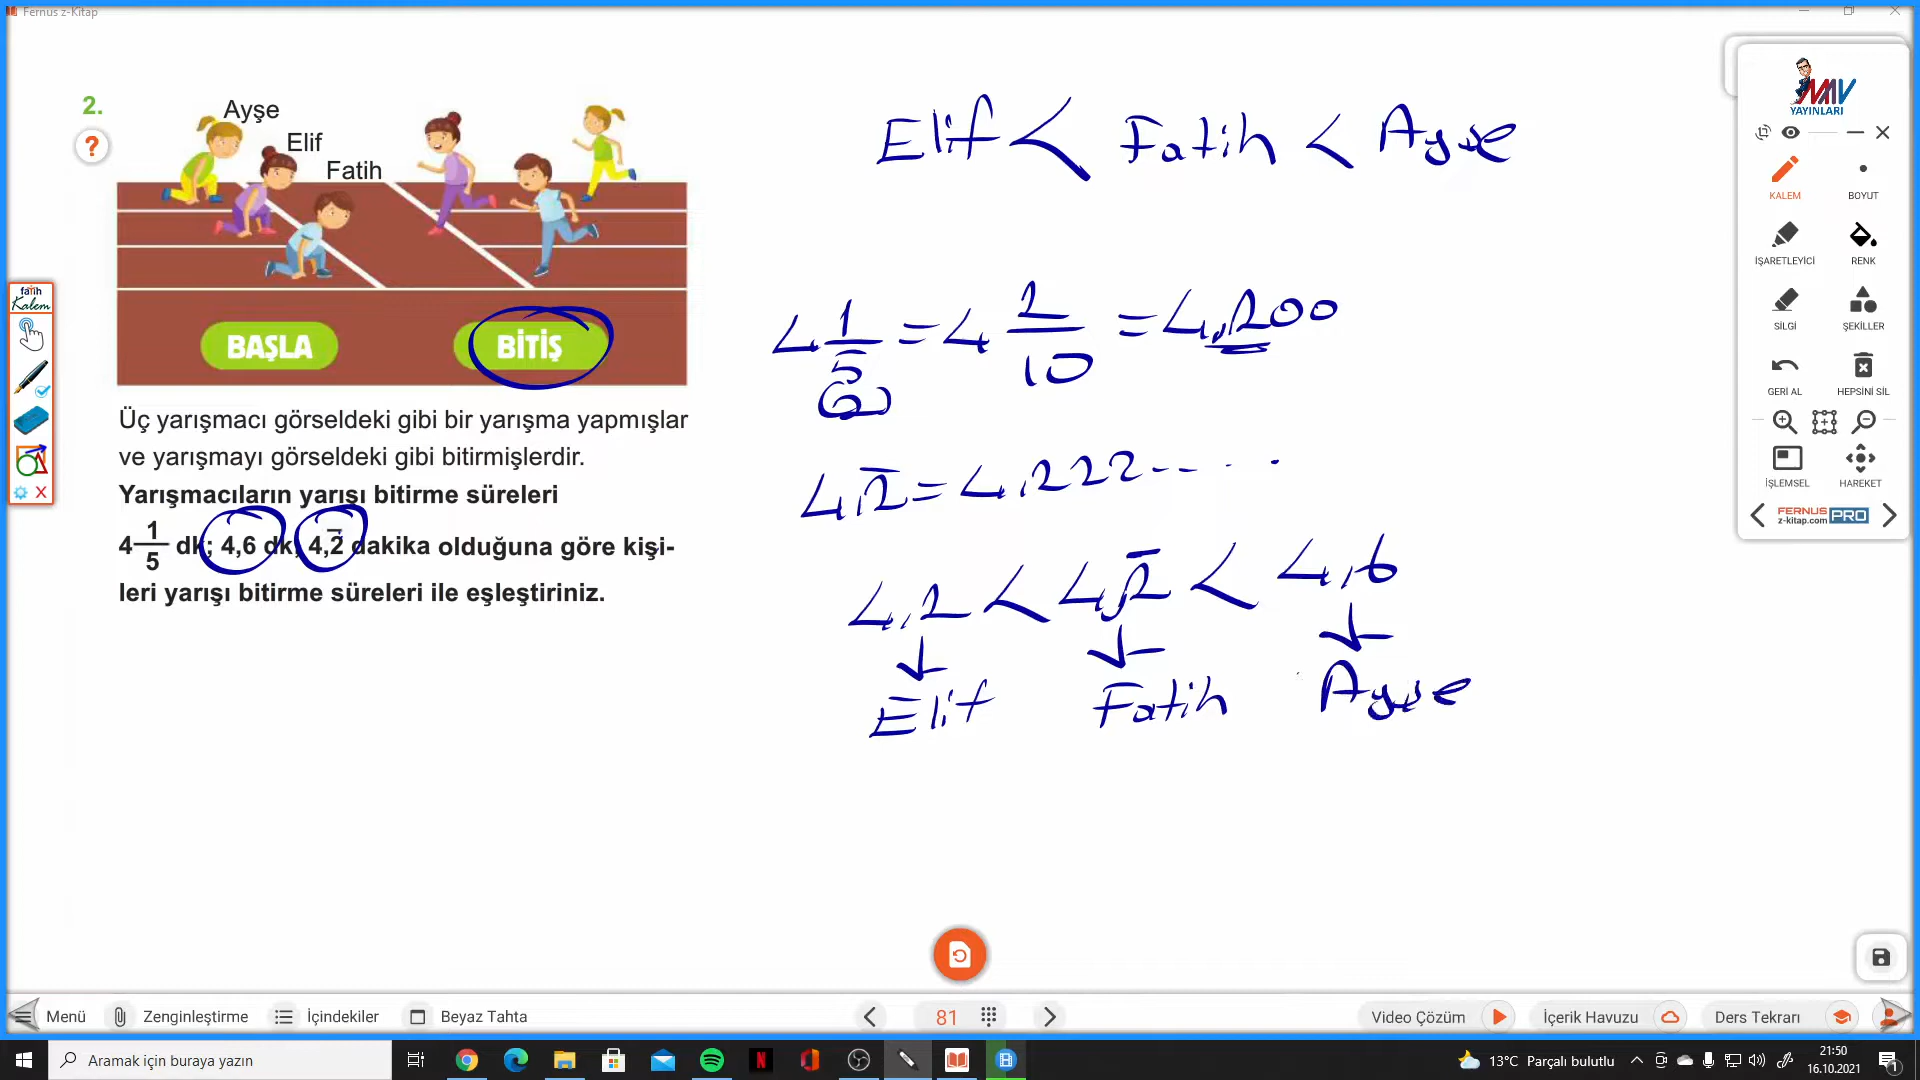 Fernus z-Kitap
2.
?
Ayşe
Elif
Fatih
BAŞLA
BİTİŞ
Üç yarışmacı görseldeki gibi bir yarışma yapmışlar
ve yarışmayı görseldeki gibi bitirmişlerdir.
Yarışmacıların yarışı bitirme süreleri
4 1/5 dk; 4,6 dk; 4,2̅ dakika olduğuna göre kişi-
leri yarışı bitirme süreleri ile eşleştiriniz.
Elif < Fatih < Ayşe
4 1/5 = 4 2/10 = 4,200
(2)
4,2̅ = 4,222.....
4,2 < 4,2̅ < 4,6
Elif Fatih Ayşe
fatih
Kalem
MAV
YAYINLARI
KALEM
BOYUT
İŞARETLEYİCİ
RENK
SİLGİ
ŞEKİLLER
GERİ AL
HEPSİNİ SİL
İŞLEMSEL
HAREKET
FERNUS
z-kitap.com PRO
Menü
Zenginleştirme
İçindekiler
Beyaz Tahta
81
Video Çözüm
İçerik Havuzu
Ders Tekrarı
Aramak için buraya yazın
13°C Parçalı bulutlu
21:50
16.10.2021
1